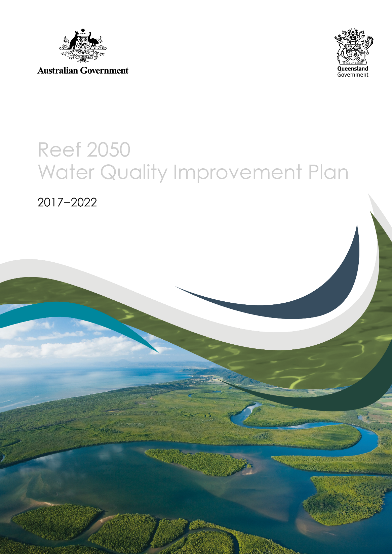 Australian Government
Queensland
Government
Reef 2050
Water Quality Improvement Plan
2017–2022